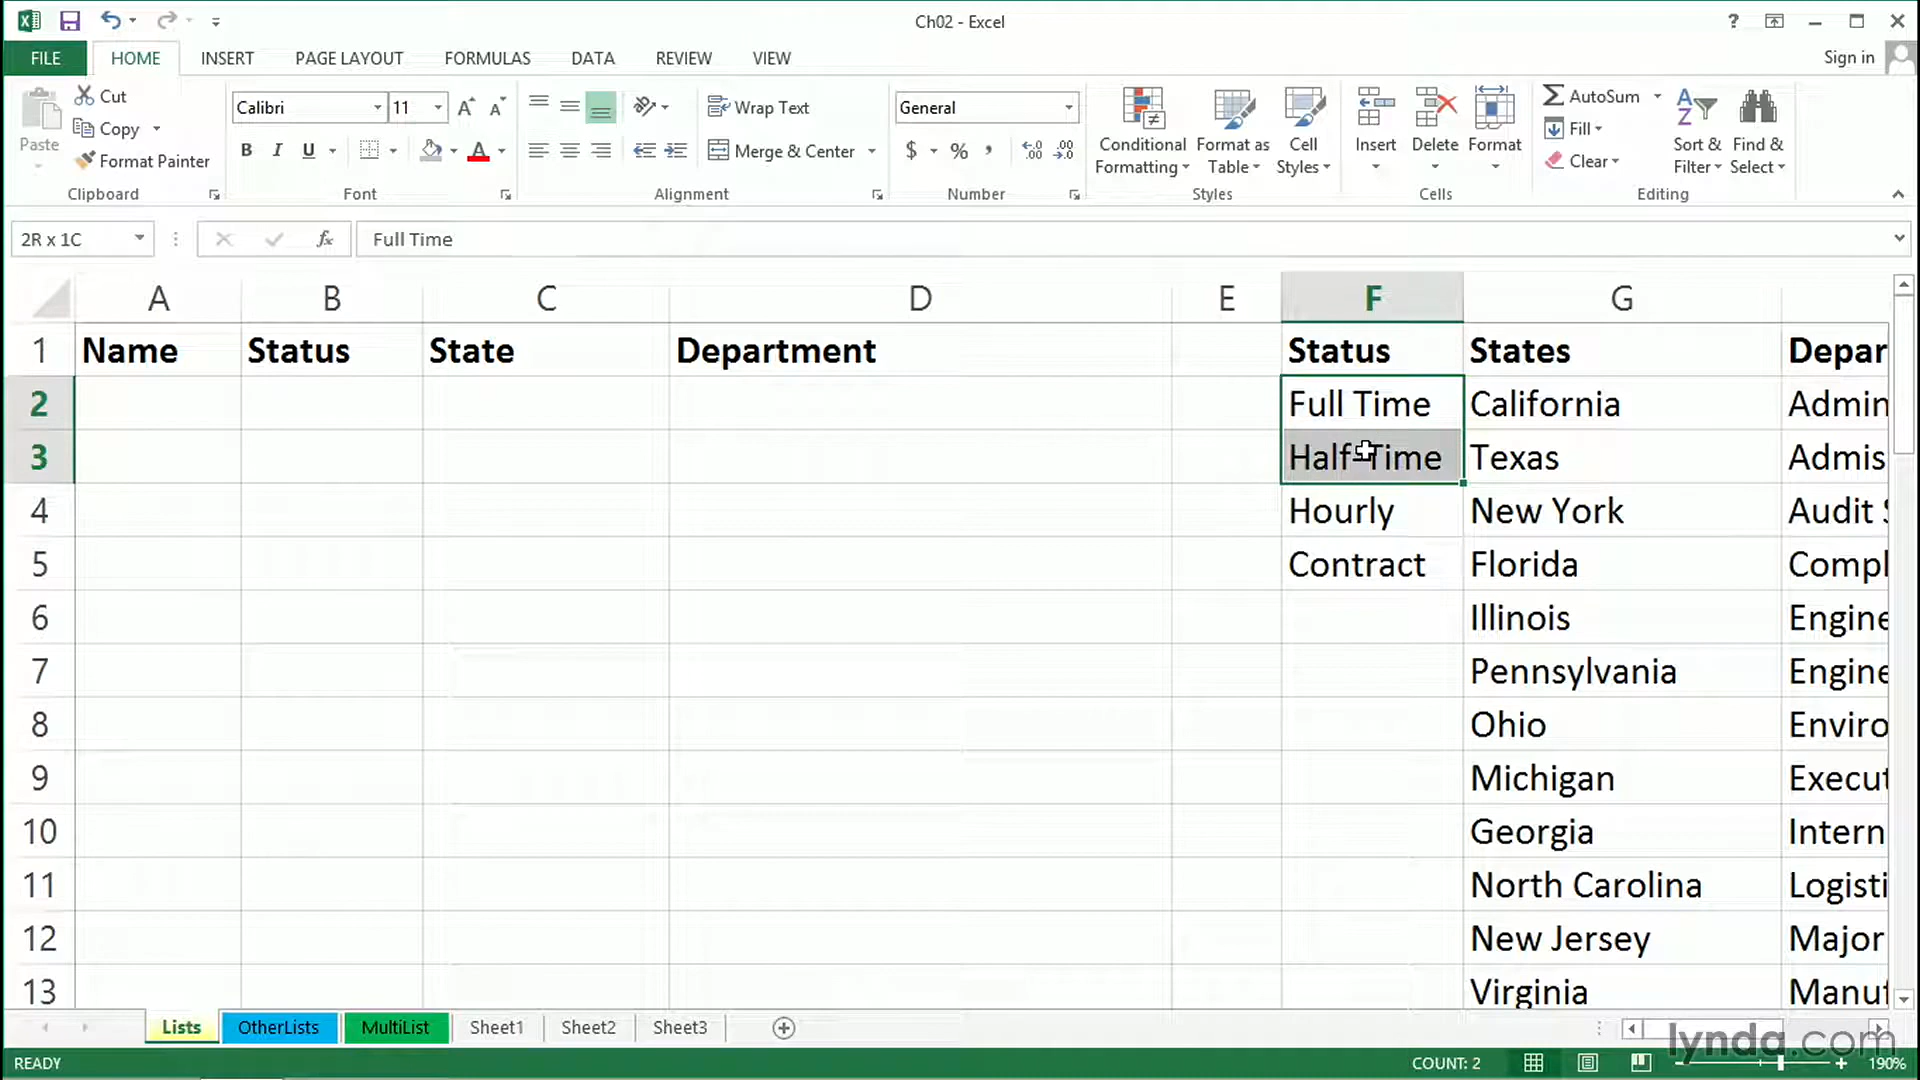 Ch02 - Excel
?
FILE HOME INSERT PAGE LAYOUT FORMULAS DATA REVIEW VIEW Sign in
Paste
Cut
Copy
Format Painter
Clipboard
Calibri 11
B I U
Font
Wrap Text
Merge & Center
Alignment
General
$ % ,
Number
Conditional Formatting
Format as Table
Cell Styles
Styles
Insert
Delete
Format
Cells
AutoSum
Fill
Clear
Sort & Filter
Find & Select
Editing
2R x 1C fx Full Time
A B C D E F G
1 Name Status State Department Status States Depar
2 Full Time California Admin
3 Half-Time Texas Admis
4 Hourly New York Audit
5 Contract Florida Compl
6 Illinois Engine
7 Pennsylvania Engine
8 Ohio Enviro
9 Michigan Execut
10 Georgia Intern
11 North Carolina Logisti
12 New Jersey Major
13 Virginia Manuf
Lists OtherLists MultiList Sheet1 Sheet2 Sheet3
lynda.com
READY COUNT: 2 190%